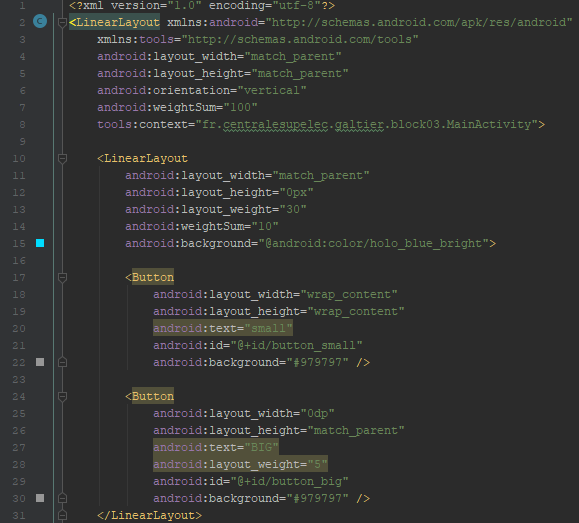 1 <?xml version="1.0" encoding="utf-8"?>
2 C <LinearLayout xmlns:android="http://schemas.android.com/apk/res/android"
3 xmlns:tools="http://schemas.android.com/tools"
4 android:layout_width="match_parent"
5 android:layout_height="match_parent"
6 android:orientation="vertical"
7 android:weightSum="100"
8 tools:context="fr.centralesupelec.galtier.block03.MainActivity">
9
10 <LinearLayout
11 android:layout_width="match_parent"
12 android:layout_height="0px"
13 android:layout_weight="30"
14 android:weightSum="10"
15 android:background="@android:color/holo_blue_bright">
16
17 <Button
18 android:layout_width="wrap_content"
19 android:layout_height="wrap_content"
20 android:text="small"
21 android:id="@+id/button_small"
22 android:background="#979797" />
23
24 <Button
25 android:layout_width="0dp"
26 android:layout_height="match_parent"
27 android:text="BIG"
28 android:layout_weight="5"
29 android:id="@+id/button_big"
30 android:background="#979797" />
31 </LinearLayout>